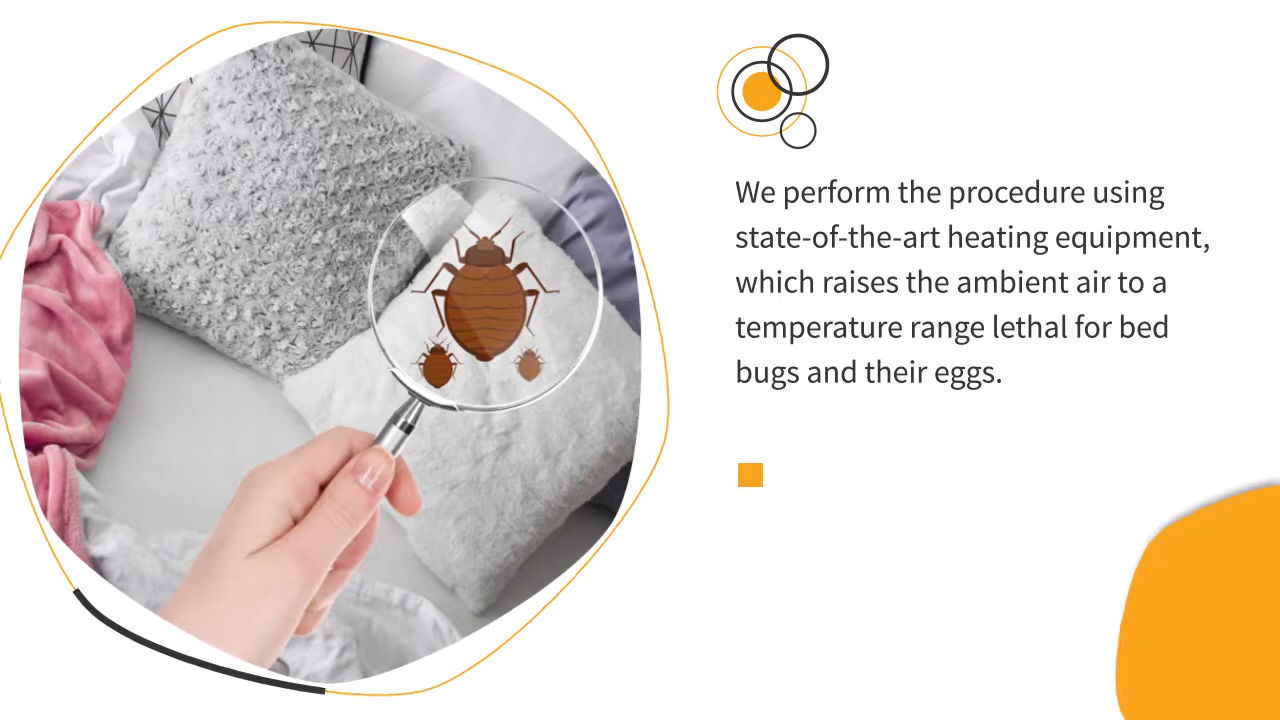 We perform the procedure using
state-of-the-art heating equipment,
which raises the ambient air to a
temperature range lethal for bed
bugs and their eggs.